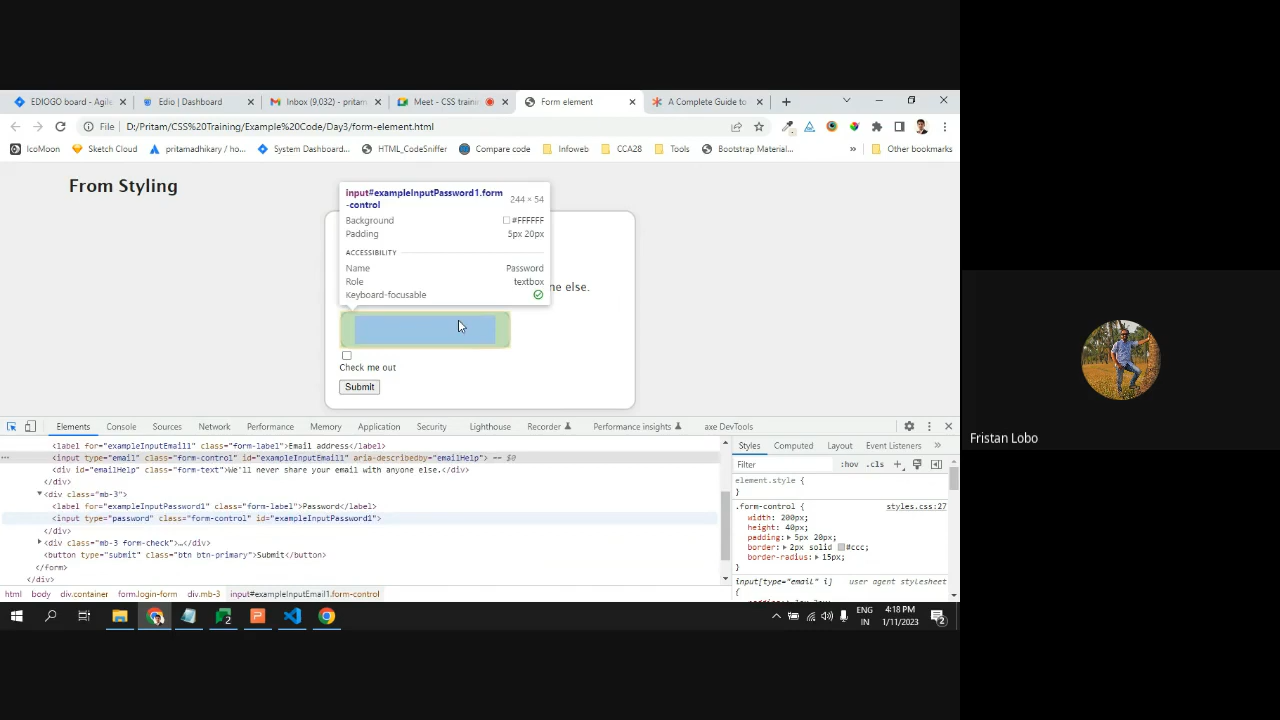 EDIOGO board - Agil
Edio | Dashboard
Inbox (9,032) - pritam
Meet - CSS traini
Form element
A Complete Guide to
File
D:/Pritam/CSS%20Training/Example%20Code/Day3/form-element.html
IcoMoon
Sketch Cloud
pritamadhikary / ho...
System Dashboard...
HTML_CodeSniffer
Compare code
Infoweb
CCA28
Tools
Bootstrap Material...
»
Other bookmarks
From Styling
input#exampleInputPassword1.form
-control
244 × 54
Background
#FFFFFF
Padding
5px 20px
ACCESSIBILITY
Name
Password
Role
textbox
Keyboard-focusable
ne else.
Check me out
Submit
Fristan Lobo
Elements
Console
Sources
Network
Performance
Memory
Application
Security
Lighthouse
Recorder
Performance insights
axe DevTools
<label for="exampleInputEmail1" class="form-label">Email address</label>
<input type="email" class="form-control" id="exampleInputEmail1" aria-describedby="emailHelp"> == $0
<div id="emailHelp" class="form-text">We'll never share your email with anyone else.</div>
</div>
<div class="mb-3">
<label for="exampleInputPassword1" class="form-label">Password</label>
<input type="password" class="form-control" id="exampleInputPassword1">
</div>
<div class="mb-3 form-check">…</div>
<button type="submit" class="btn btn-primary">Submit</button>
</form>
</div>
html
body
div.container
form.login-form
div.mb-3
input#exampleInputEmail1.form-control
Styles
Computed
Layout
Event Listeners
»
Filter
:hov
.cls
element.style {
}
.form-control {
styles.css:27
width: 200px;
height: 40px;
padding: 5px 20px;
border: 2px solid #ccc;
border-radius: 15px;
}
input[type="email" i]
user agent stylesheet
{
ENG
IN
4:18 PM
1/11/2023
2